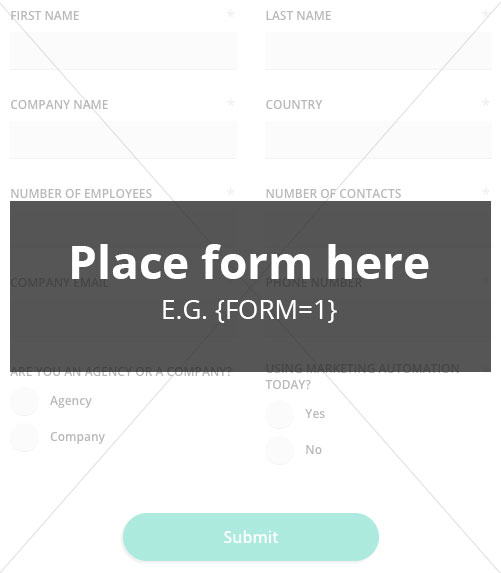 FIRST NAME *
LAST NAME *
COMPANY NAME *
COUNTRY *
NUMBER OF EMPLOYEES *
NUMBER OF CONTACTS *
Place form here
COMPANY EMAIL
PHONE NUMBER
E.G. {FORM=1}
ARE YOU AN AGENCY OR A COMPANY?
USING MARKETING AUTOMATION
TODAY?
Agency
Company
Yes
No
Submit